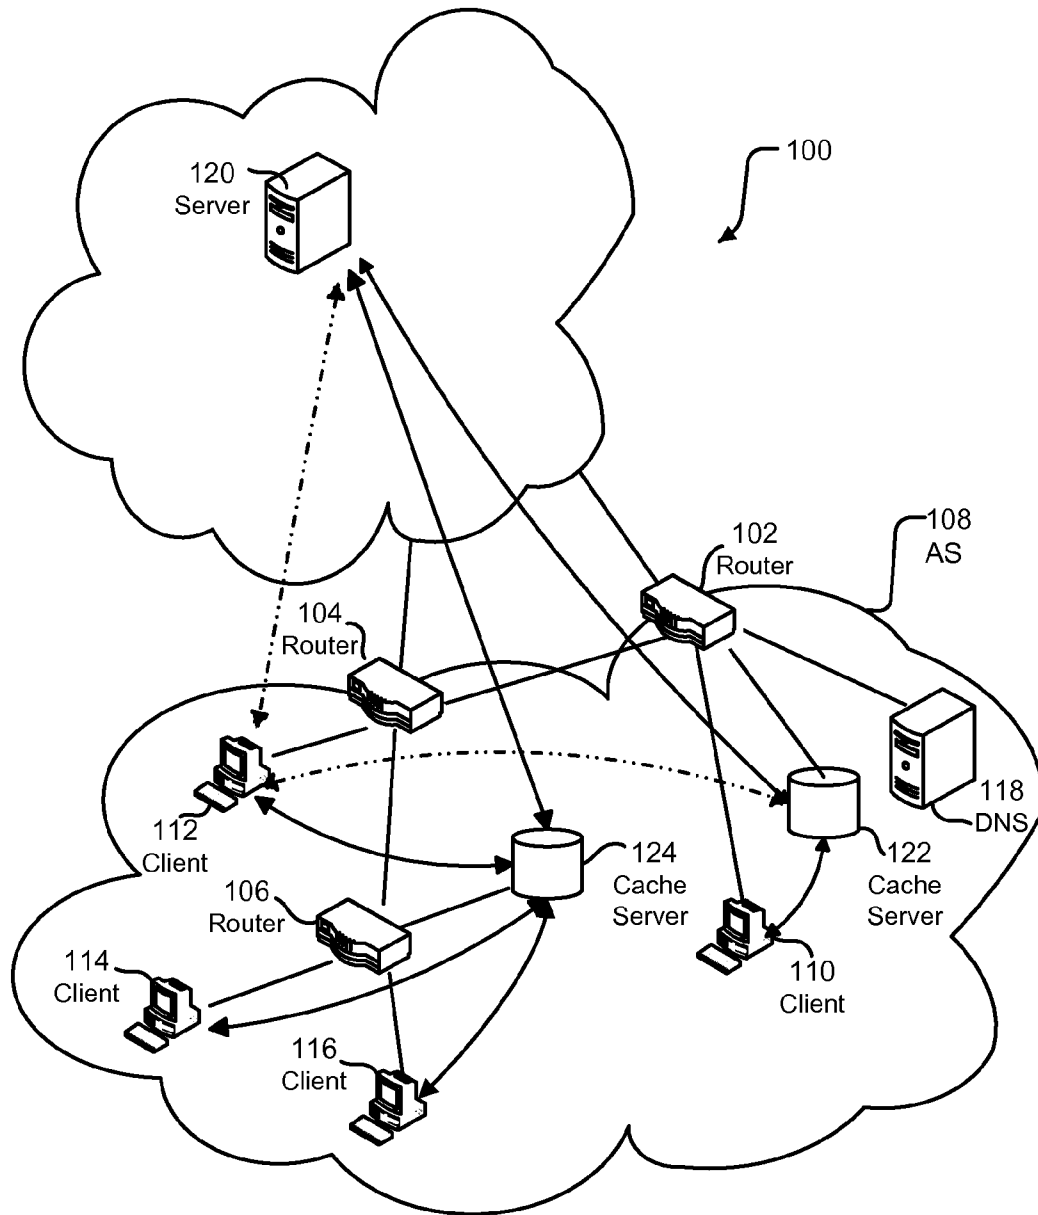 100
120
Server
108
AS
102
Router
104
Router
118
DNS
112
Client
124
Cache
Server
122
Cache
Server
106
Router
110
Client
114
Client
116
Client